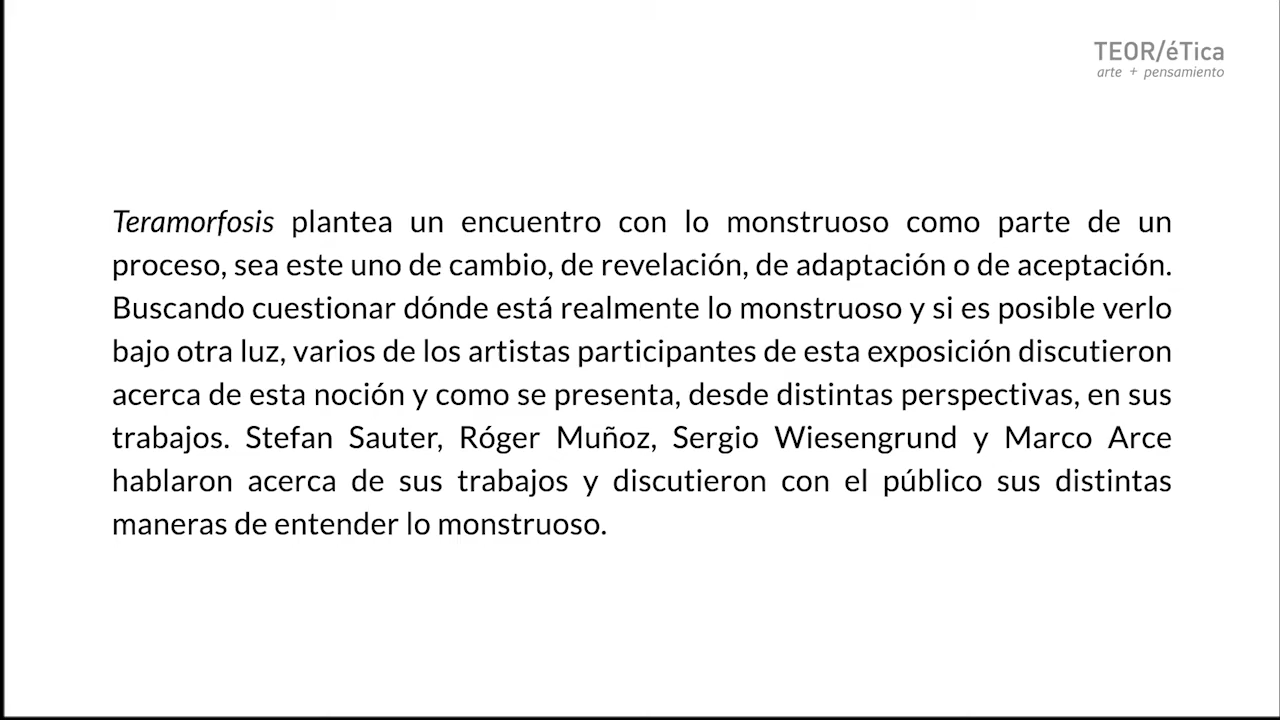 TEOR/éTica
arte + pensamiento
Teramorfosis plantea un encuentro con lo monstruoso como parte de un
proceso, sea este uno de cambio, de revelación, de adaptación o de aceptación.
Buscando cuestionar dónde está realmente lo monstruoso y si es posible verlo
bajo otra luz, varios de los artistas participantes de esta exposición discutieron
acerca de esta noción y como se presenta, desde distintas perspectivas, en sus
trabajos. Stefan Sauter, Róger Muñoz, Sergio Wiesengrund y Marco Arce
hablaron acerca de sus trabajos y discutieron con el público sus distintas
maneras de entender lo monstruoso.